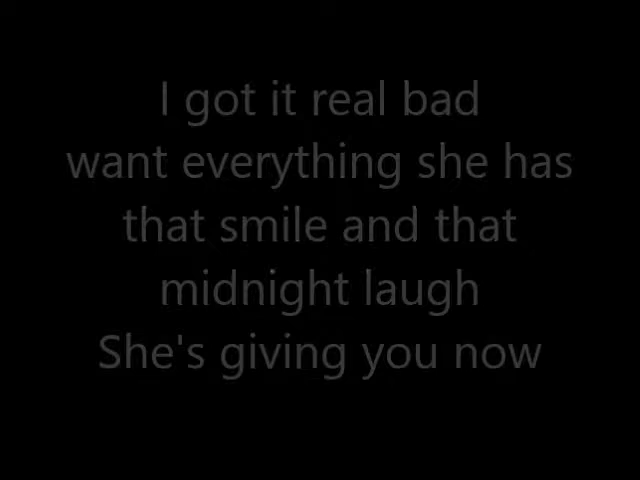 I got it real bad
want everything she has
that smile and that
midnight laugh
She's giving you now